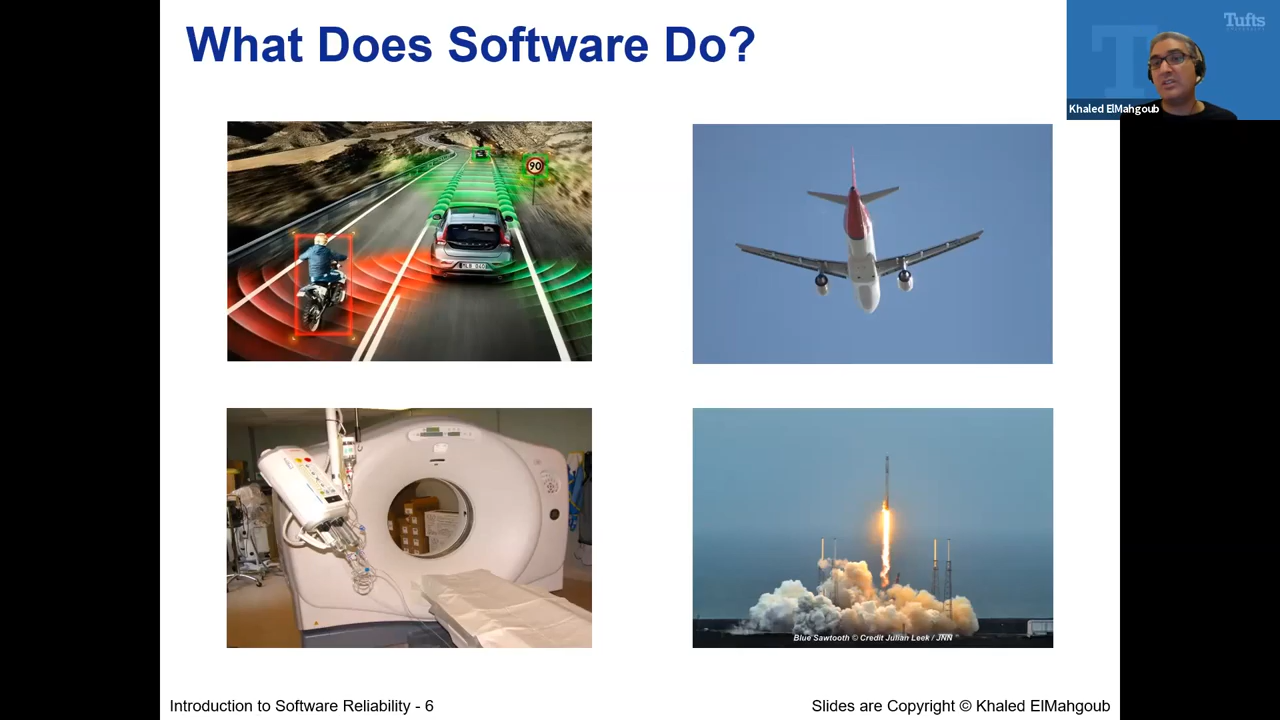 What Does Software Do?
Tufts
Khaled ElMahgoub
90
Blue Sawtooth © Credit Julian Leek / JNN
Introduction to Software Reliability - 6
Slides are Copyright © Khaled ElMahgoub